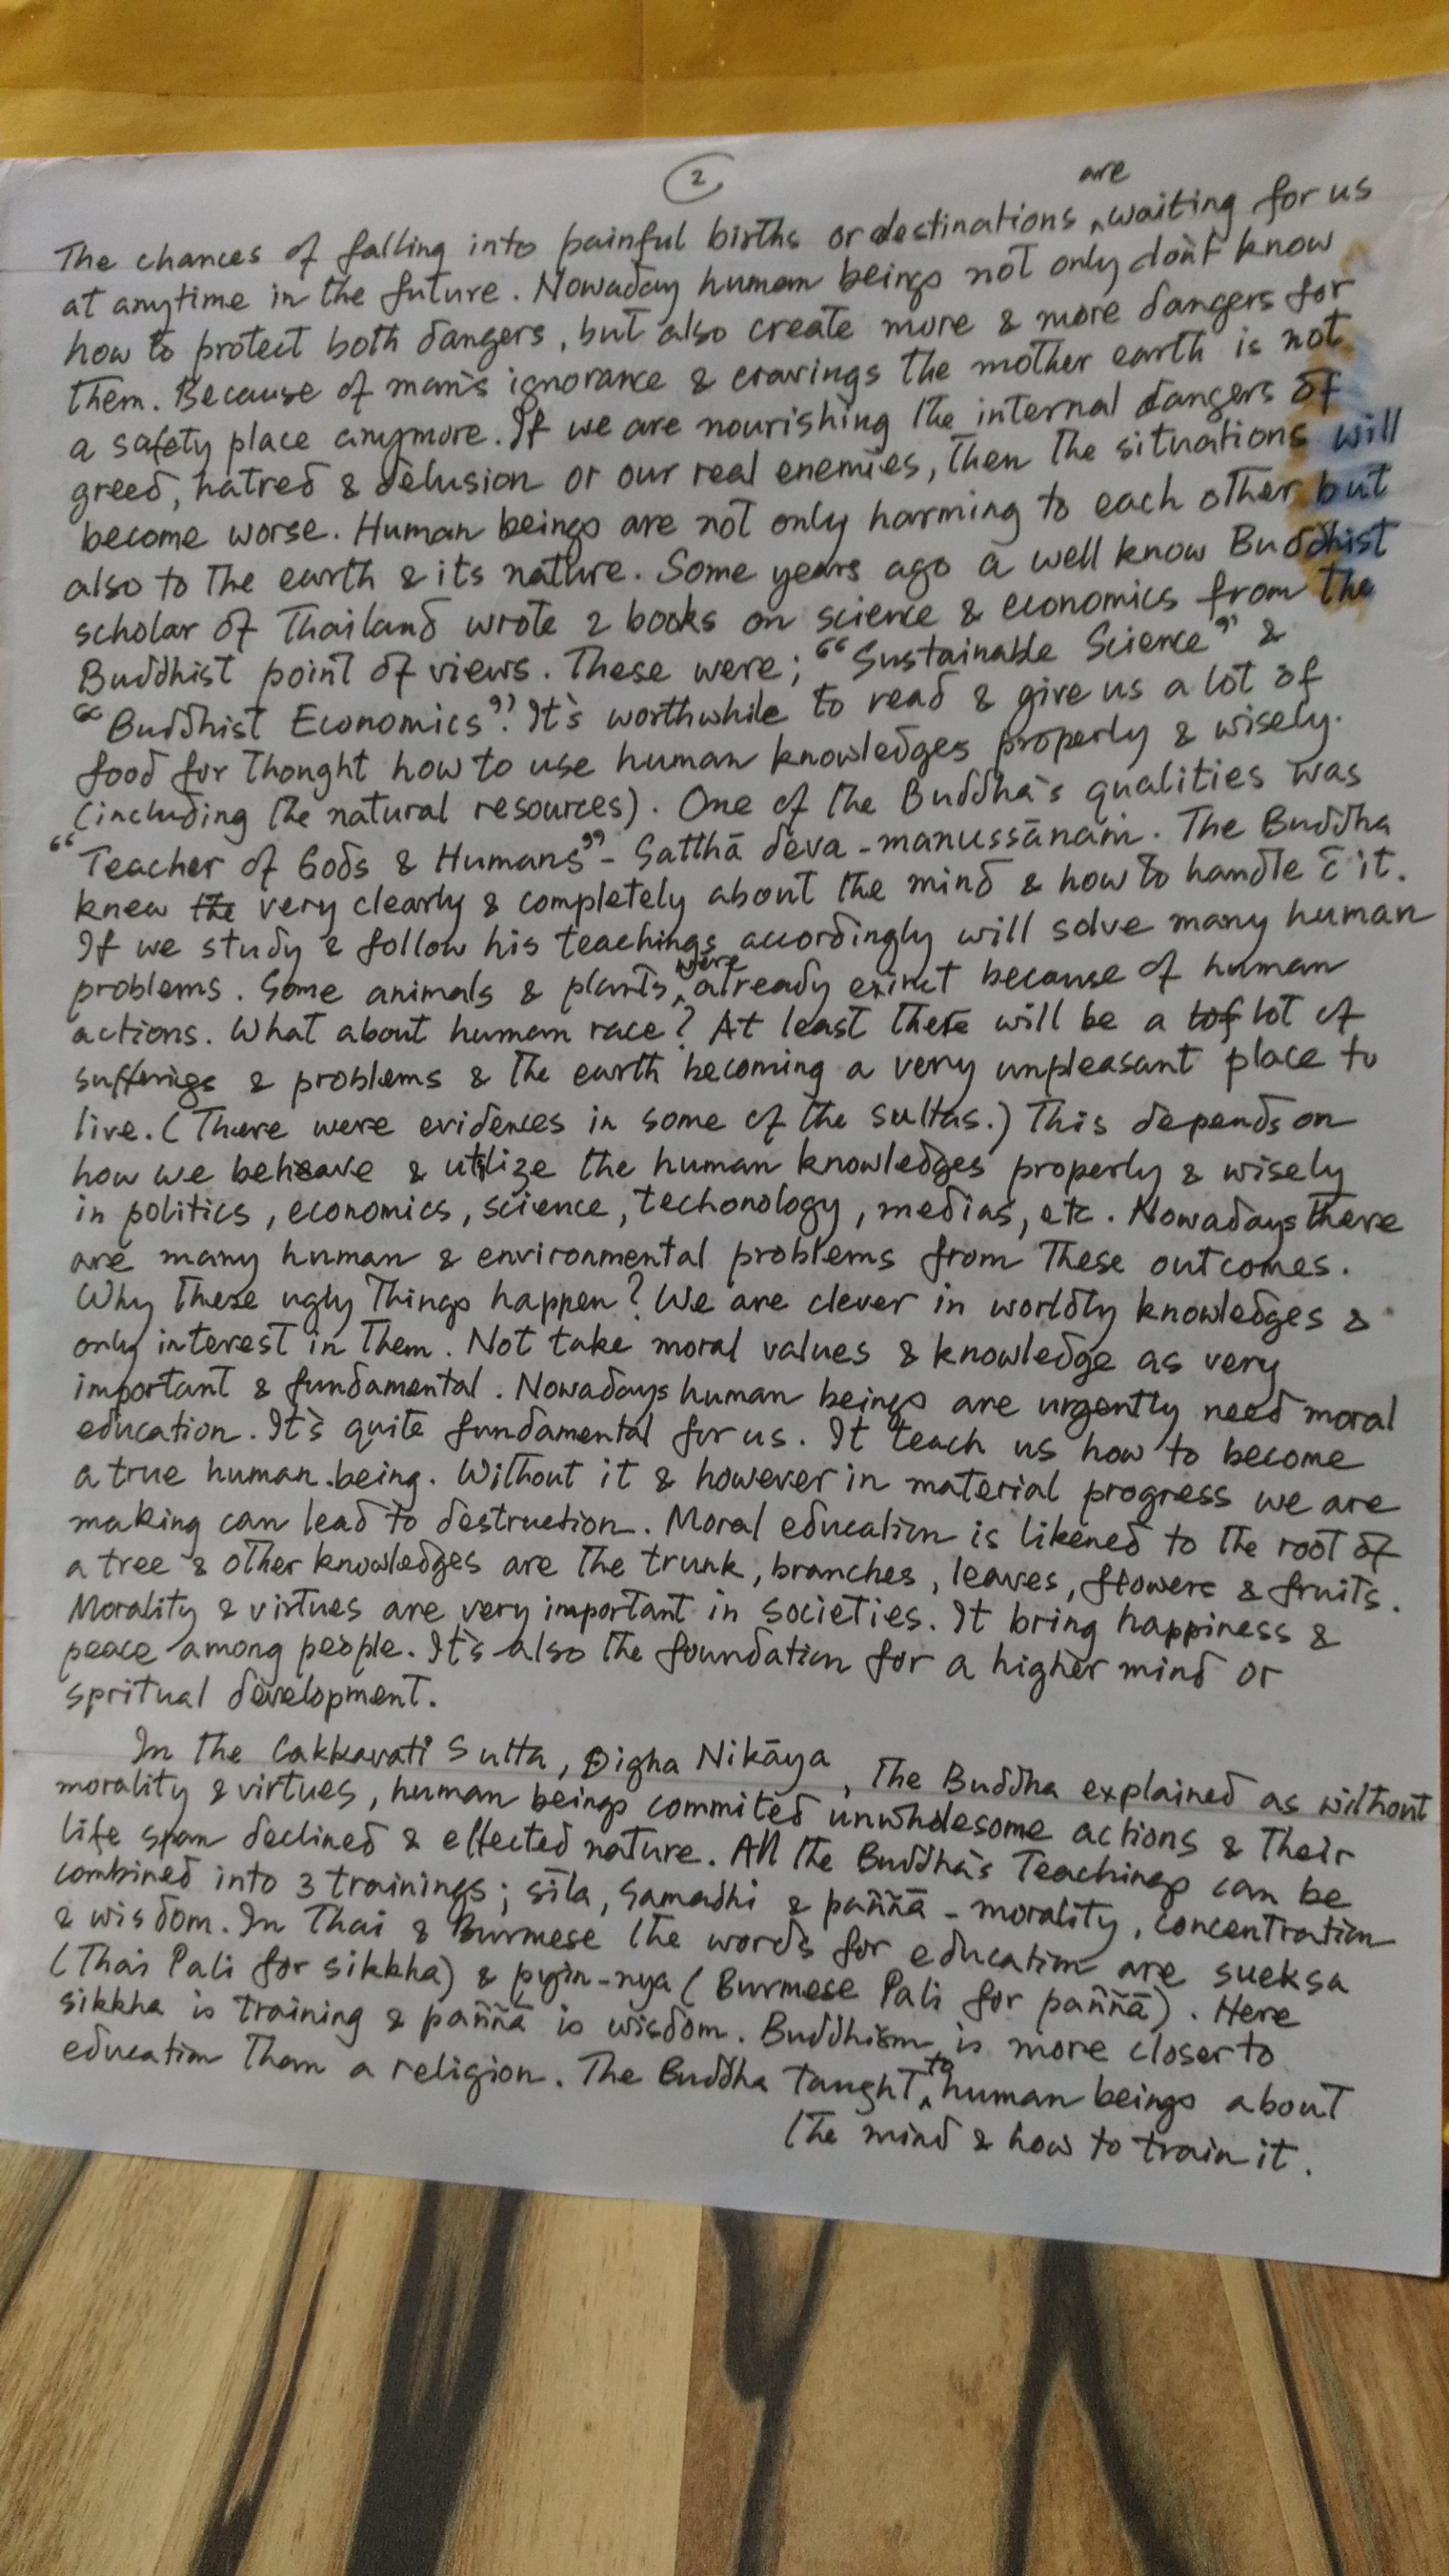 2
The chances of falling into painful births or destinations are waiting for us
at anytime in the future. Nowaday human beings not only don't know
how to protect both dangers, but also create more & more dangers for
them. Because of man's ignorance & cravings the mother earth is not
a safety place anymore. If we are nourishing the internal dangers of
greed, hatred & delusion or our real enemies, then the situations will
become worse. Human beings are not only harming to each other but
also to the earth & its nature. Some years ago a well know Buddhist
scholar of Thailand wrote 2 books on science & economics from the
Buddhist point of views. These were; “Sustainable Science” &
“Buddhist Economics”. It's worthwhile to read & give us a lot of
food for thought how to use human knowledges properly & wisely.
(including the natural resources). One of the Buddha's qualities was
“Teacher of Gods & Humans” - Satthā deva-manussānaṁ. The Buddha
knew the very clearly & completely about the mind & how to handle c̄ it.
If we study & follow his teachings accordingly will solve many human
problems. Some animals & plants were already exinct because of human
actions. What about human race? At least there will be a lof lot of
sufferings & problems & the earth becoming a very unpleasant place to
live. (There were evidences in some of the suttas.) This depends on
how we beheave & utilize the human knowledges properly & wisely
in politics, economics, science, techonology, medias, etc. Nowadays there
are many human & environmental problems from these outcomes.
Why these ugly things happen? We are clever in worldly knowledges &
only interest in them. Not take moral values & knowledge as very
important & fundamental. Nowadays human beings are urgently need moral
education. It's quite fundamental for us. It teach us how to become
a true human being. Without it & however in material progress we are
making can lead to destruction. Moral education is likened to the root of
a tree & other knowledges are the trunk, branches, leaves, flowers & fruits.
Morality & virtues are very important in societies. It bring happiness &
peace among people. It's also the foundation for a higher mind or
spritual development.
In the Cakkavati Sutta, Digha Nikāya, the Buddha explained as without
morality & virtues, human beings commited unwholesome actions & their
life span declined & effected nature. All the Buddha's Teachings can be
combined into 3 trainings; sīla, samadhi & paññā - morality, concentration
& wisdom. In Thai & Burmese the words for education are sueksa
(Thai Pali for sikkha) & pyin-nya (Burmese Pali for paññā). Here
sikkha is training & paññā is wisdom. Buddhism is more closer to
education than a religion. The Buddha taught to human beings about
the mind & how to train it.